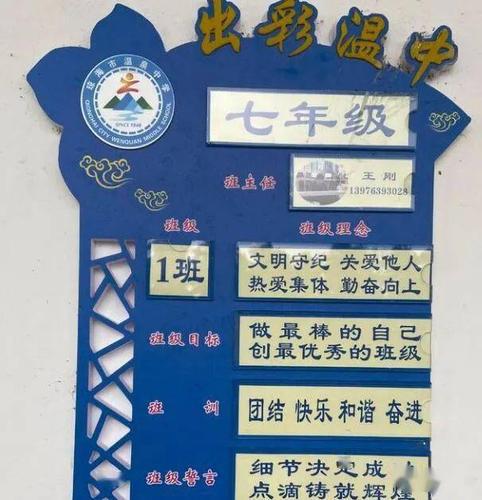 出彩温中
琼海市温泉中学
QIONGHAI CITY WENQUAN MIDDLE SCHOOL
SINCE 1948
七年级
班主任
王刚
13976393028
班级
班级理念
1班
文明守纪 关爱他人
热爱集体 勤奋向上
班级目标
做最棒的自己
创最优秀的班级
班 训
团结 快乐 和谐 奋进
班级誓言
细节决定成
点滴铸就辉煌